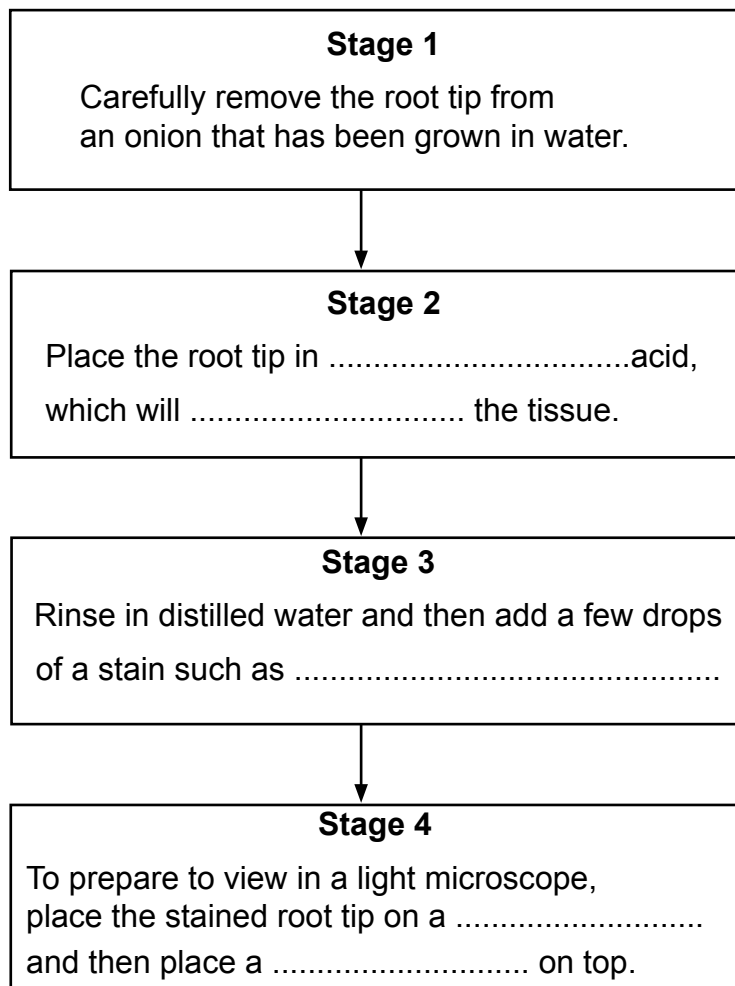 Stage 1
Carefully remove the root tip from
an onion that has been grown in water.
Stage 2
Place the root tip in ..................................acid,
which will ............................... the tissue.
Stage 3
Rinse in distilled water and then add a few drops
of a stain such as ................................................
Stage 4
To prepare to view in a light microscope,
place the stained root tip on a ............................
and then place a ............................. on top.